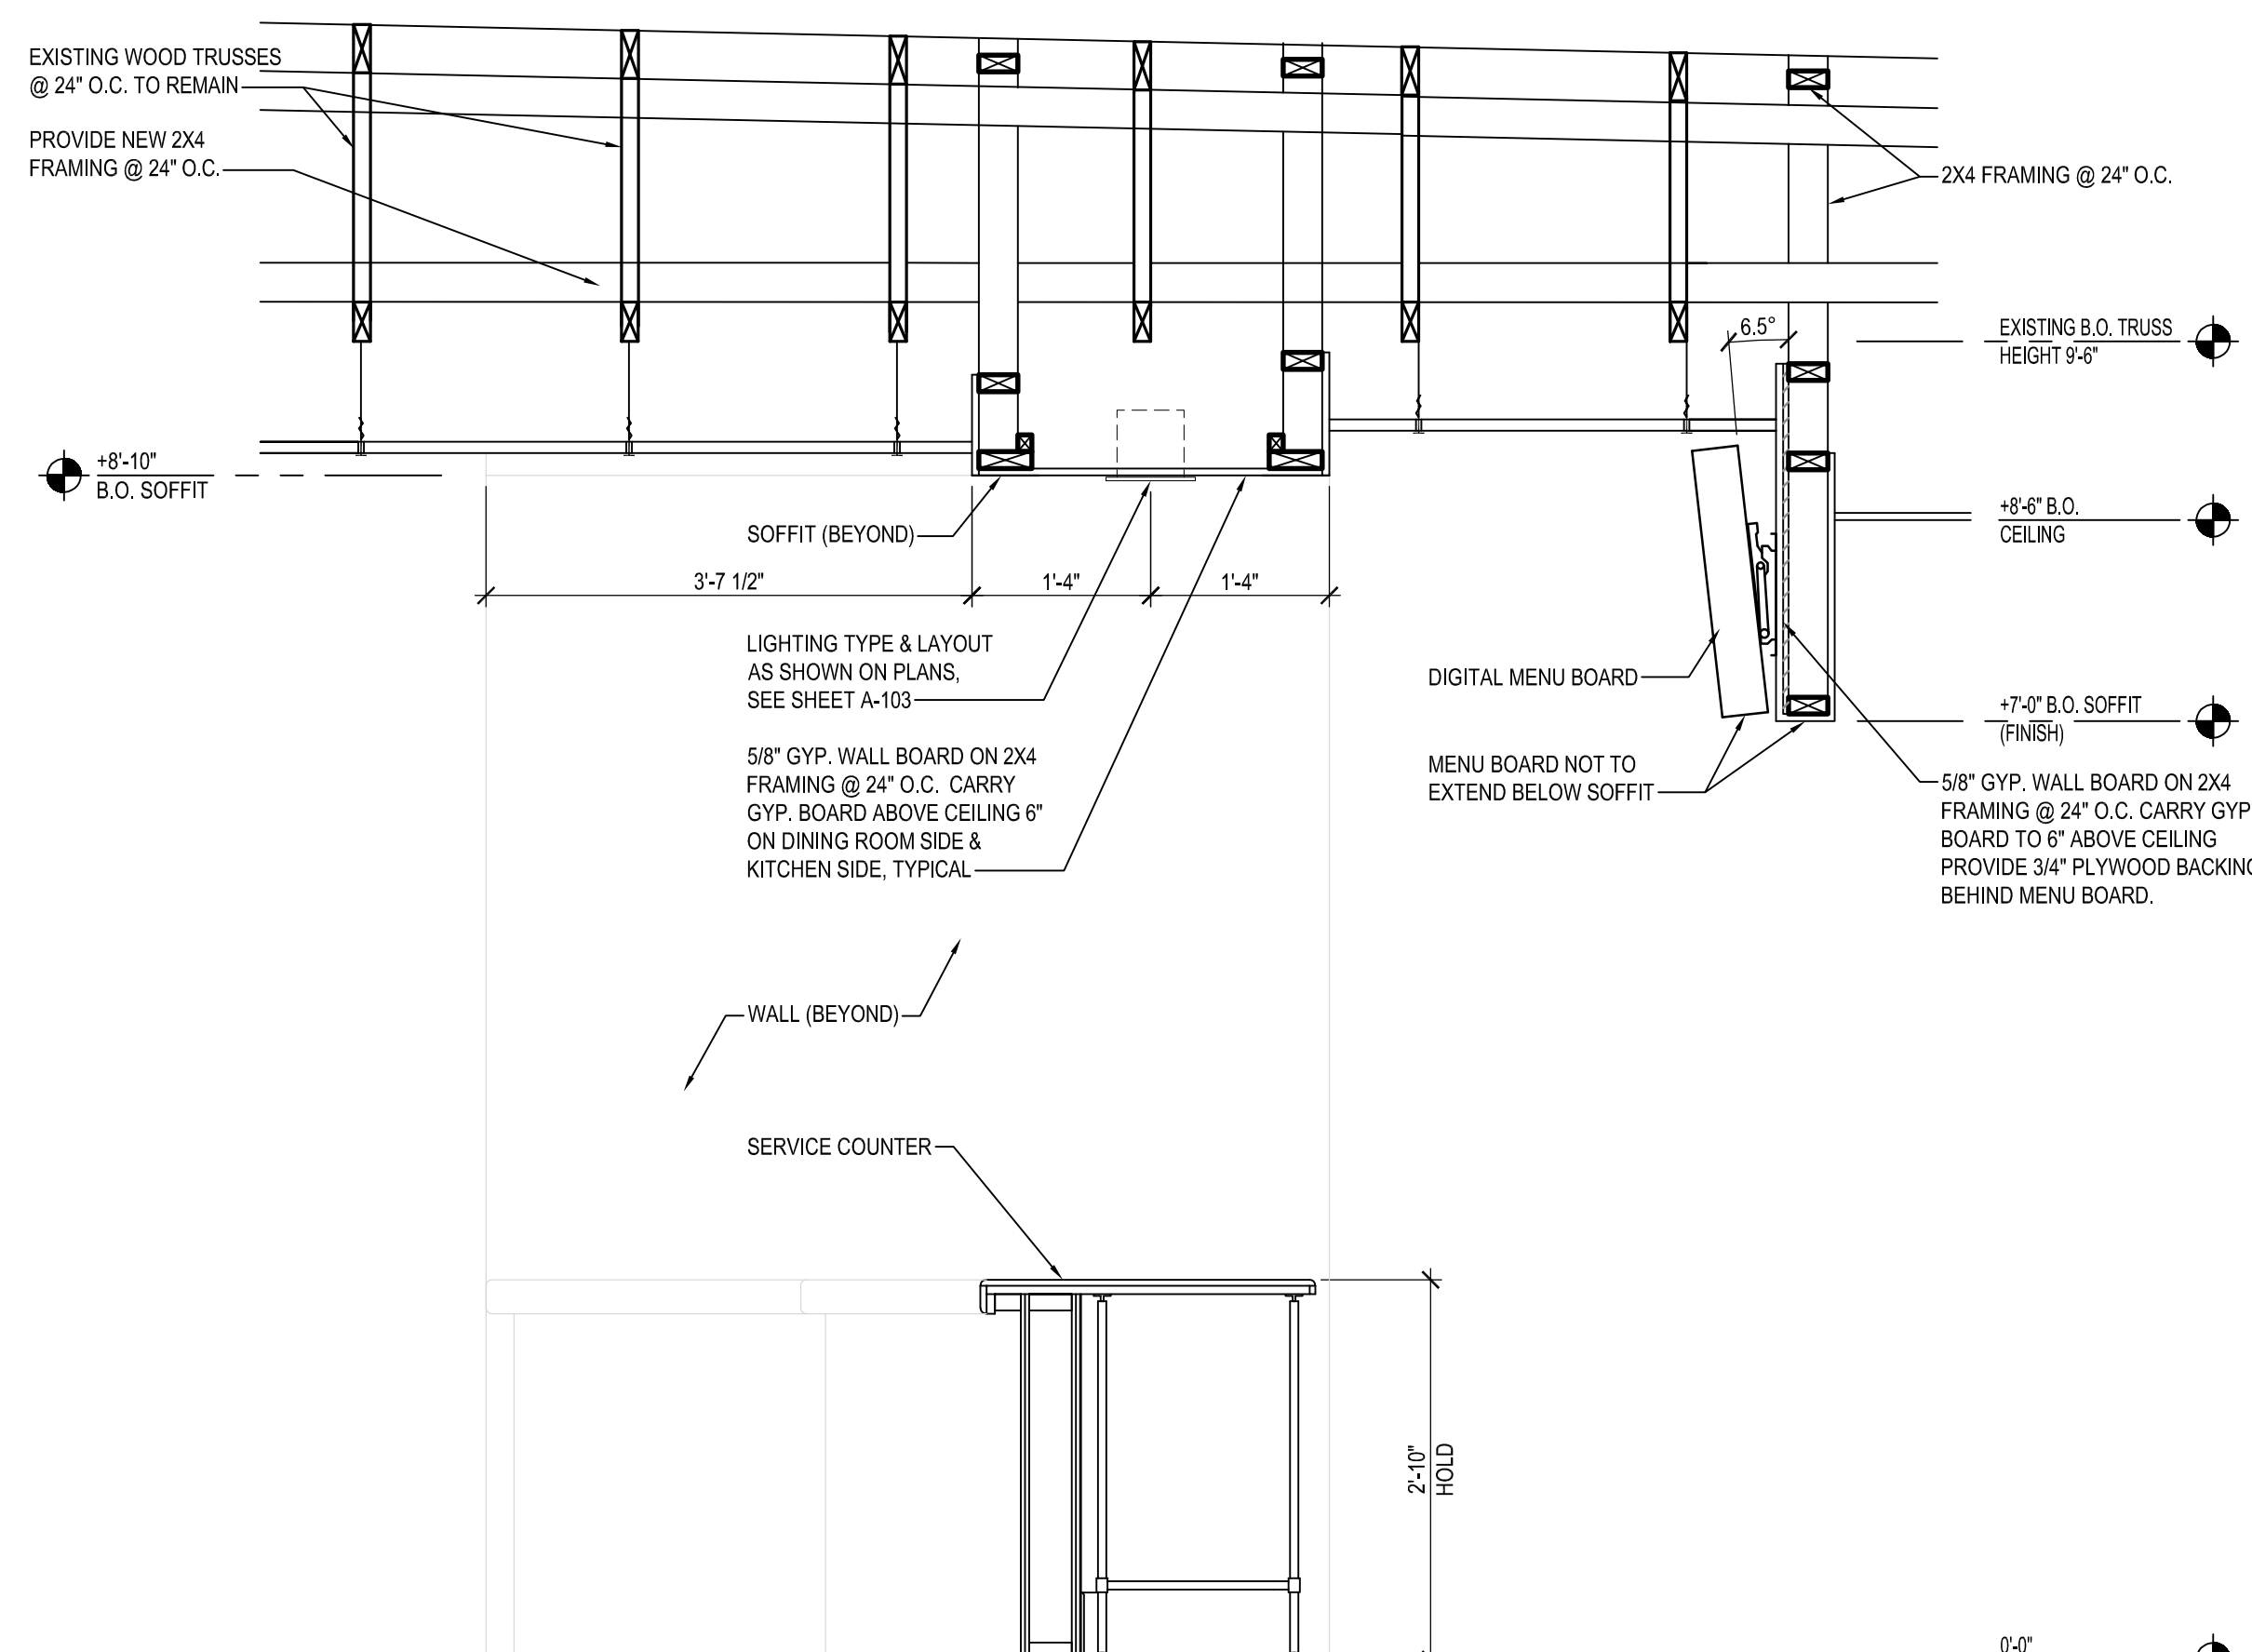 EXISTING WOOD TRUSSES
@ 24" O.C. TO REMAIN
PROVIDE NEW 2X4
FRAMING @ 24" O.C.
2X4 FRAMING @ 24" O.C.
6.5°
EXISTING B.O. TRUSS
HEIGHT 9'-6"
+8'-10"
B.O. SOFFIT
SOFFIT (BEYOND)
+8'-6" B.O.
CEILING
3'-7 1/2"
1'-4"
1'-4"
LIGHTING TYPE & LAYOUT
AS SHOWN ON PLANS,
SEE SHEET A-103
DIGITAL MENU BOARD
+7'-0" B.O. SOFFIT
(FINISH)
5/8" GYP. WALL BOARD ON 2X4
FRAMING @ 24" O.C. CARRY
GYP. BOARD ABOVE CEILING 6"
ON DINING ROOM SIDE &
KITCHEN SIDE, TYPICAL
MENU BOARD NOT TO
EXTEND BELOW SOFFIT
5/8" GYP. WALL BOARD ON 2X4
FRAMING @ 24" O.C. CARRY GYP
BOARD TO 6" ABOVE CEILING
PROVIDE 3/4" PLYWOOD BACKING
BEHIND MENU BOARD.
WALL (BEYOND)
SERVICE COUNTER
2'-10"
HOLD
0'-0"